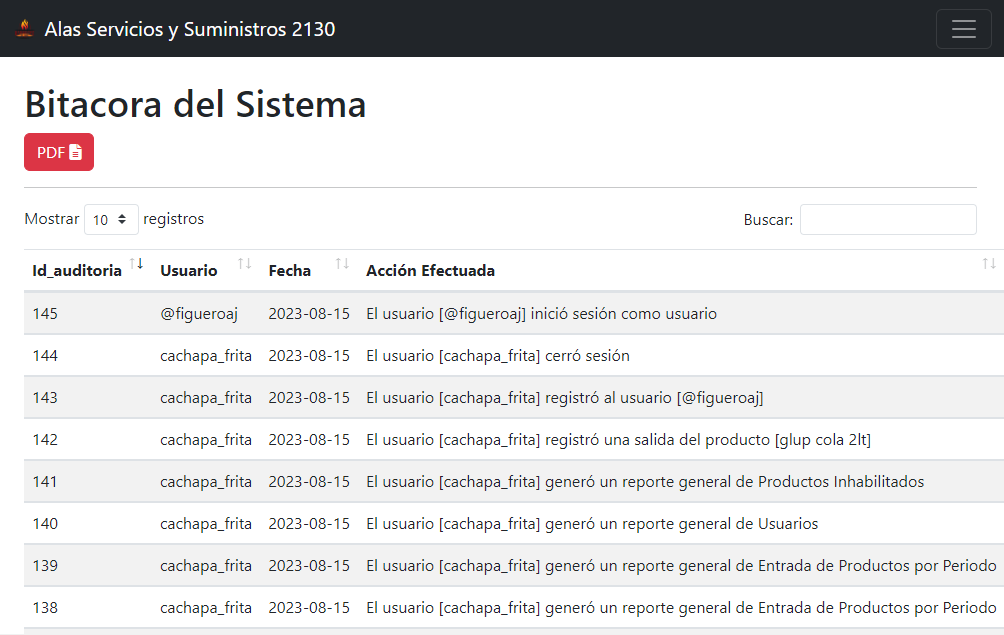 Alas Servicios y Suministros 2130
Bitacora del Sistema
PDF
Mostrar 10 registros
Buscar:
Id_auditoria Usuario Fecha Acción Efectuada
145 @figueroaj 2023-08-15 El usuario [@figueroaj] inició sesión como usuario
144 cachapa_frita 2023-08-15 El usuario [cachapa_frita] cerró sesión
143 cachapa_frita 2023-08-15 El usuario [cachapa_frita] registró al usuario [@figueroaj]
142 cachapa_frita 2023-08-15 El usuario [cachapa_frita] registró una salida del producto [glup cola 2lt]
141 cachapa_frita 2023-08-15 El usuario [cachapa_frita] generó un reporte general de Productos Inhabilitados
140 cachapa_frita 2023-08-15 El usuario [cachapa_frita] generó un reporte general de Usuarios
139 cachapa_frita 2023-08-15 El usuario [cachapa_frita] generó un reporte general de Entrada de Productos por Periodo
138 cachapa_frita 2023-08-15 El usuario [cachapa_frita] generó un reporte general de Entrada de Productos por Periodo